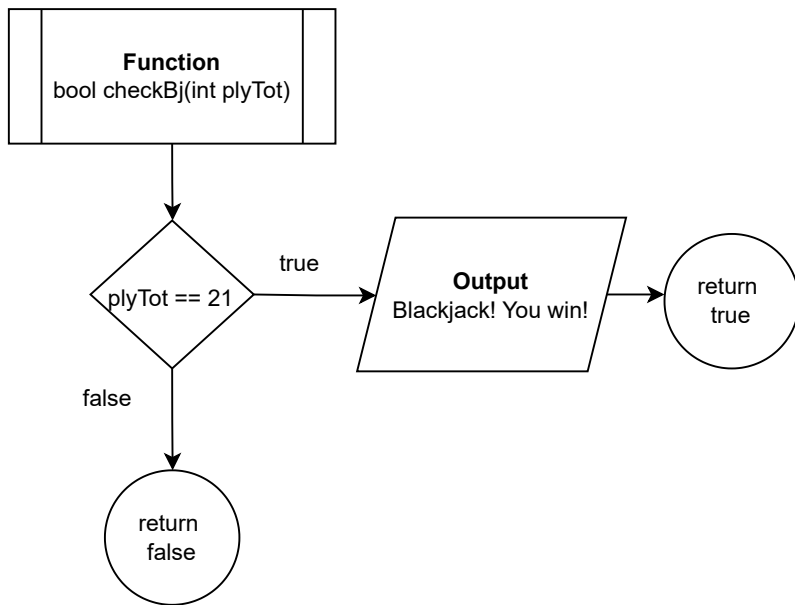 Function
bool checkBj(int plyTot)
plyTot == 21
true
Output
Blackjack! You win!
return
true
false
return
false